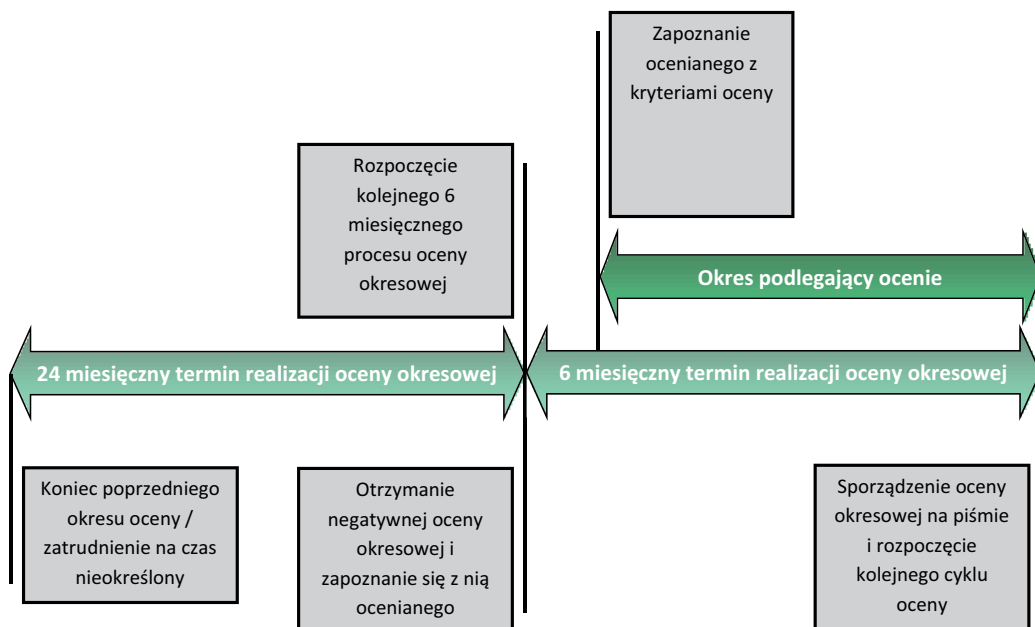 Zapoznanie
ocenianego z
kryteriami oceny
Rozpoczęcie
kolejnego 6
miesięcznego
procesu oceny
okresowej
Okres podlegający ocenie
24 miesięczny termin realizacji oceny okresowej
6 miesięczny termin realizacji oceny okresowej
Koniec poprzedniego
okresu oceny /
zatrudnienie na czas
nieokreślony
Otrzymanie
negatywnej oceny
okresowej i
zapoznanie się z nią
ocenianego
Sporządzenie oceny
okresowej na piśmie
i rozpoczęcie
kolejnego cyklu
oceny